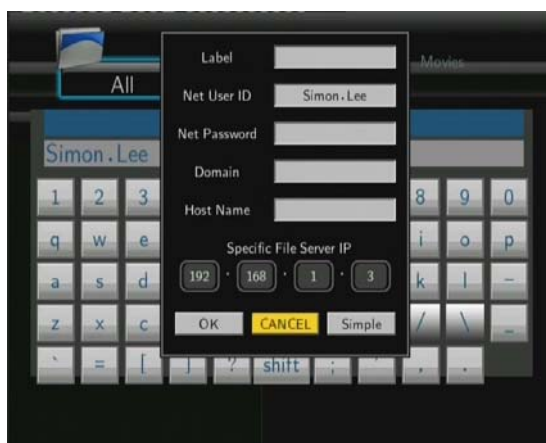 All
Movies
Label
Net User ID Simon.Lee
Net Password
Domain
Host Name
Specific File Server IP
192 . 168 . 1 . 3
OK CANCEL Simple
Simon.Lee
1 2 3 8 9 0
q w e i o p
a s d k l -
z x c / \ _
` = [ ] ? shift ; ' , .